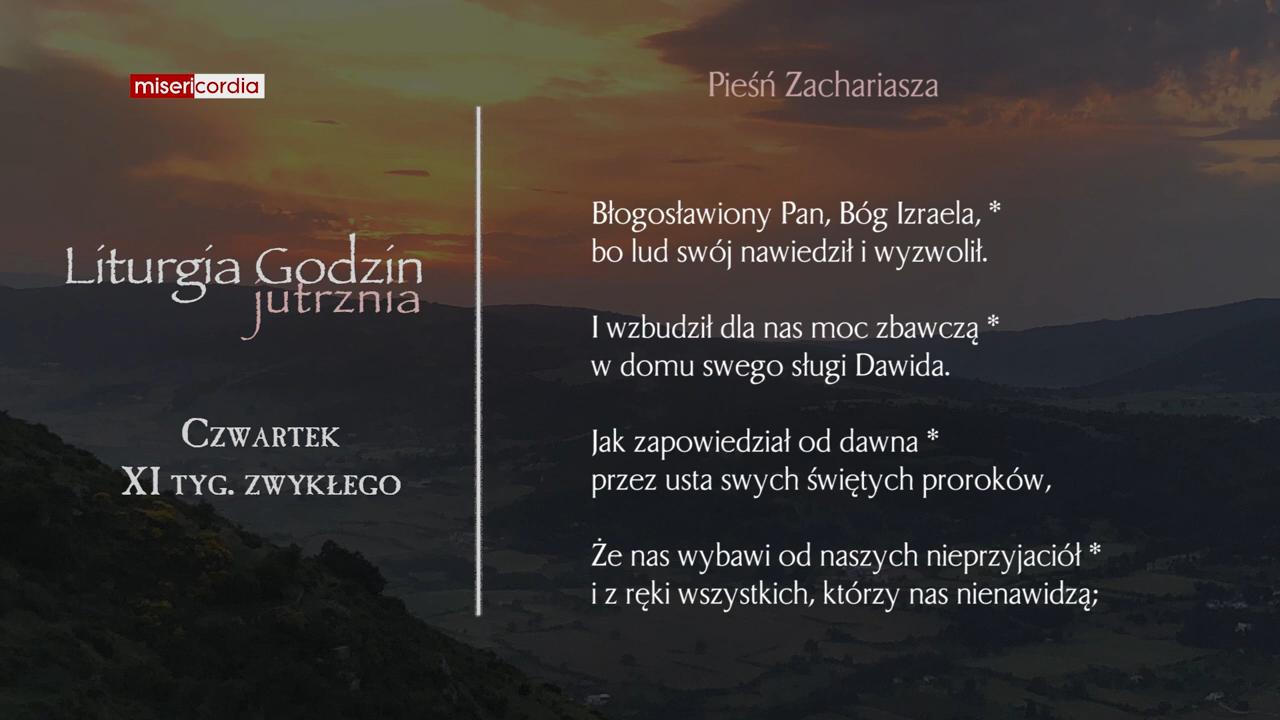 misericordia
Liturgia Godzin
jutrznia
Czwartek
XI tyg. zwykłego
Pieśń Zachariasza
Błogosławiony Pan, Bóg Izraela, *
bo lud swój nawiedził i wyzwolił.
I wzbudził dla nas moc zbawczą *
w domu swego sługi Dawida.
Jak zapowiedział od dawna *
przez usta swych świętych proroków,
Że nas wybawi od naszych nieprzyjaciół *
i z ręki wszystkich, którzy nas nienawidzą;